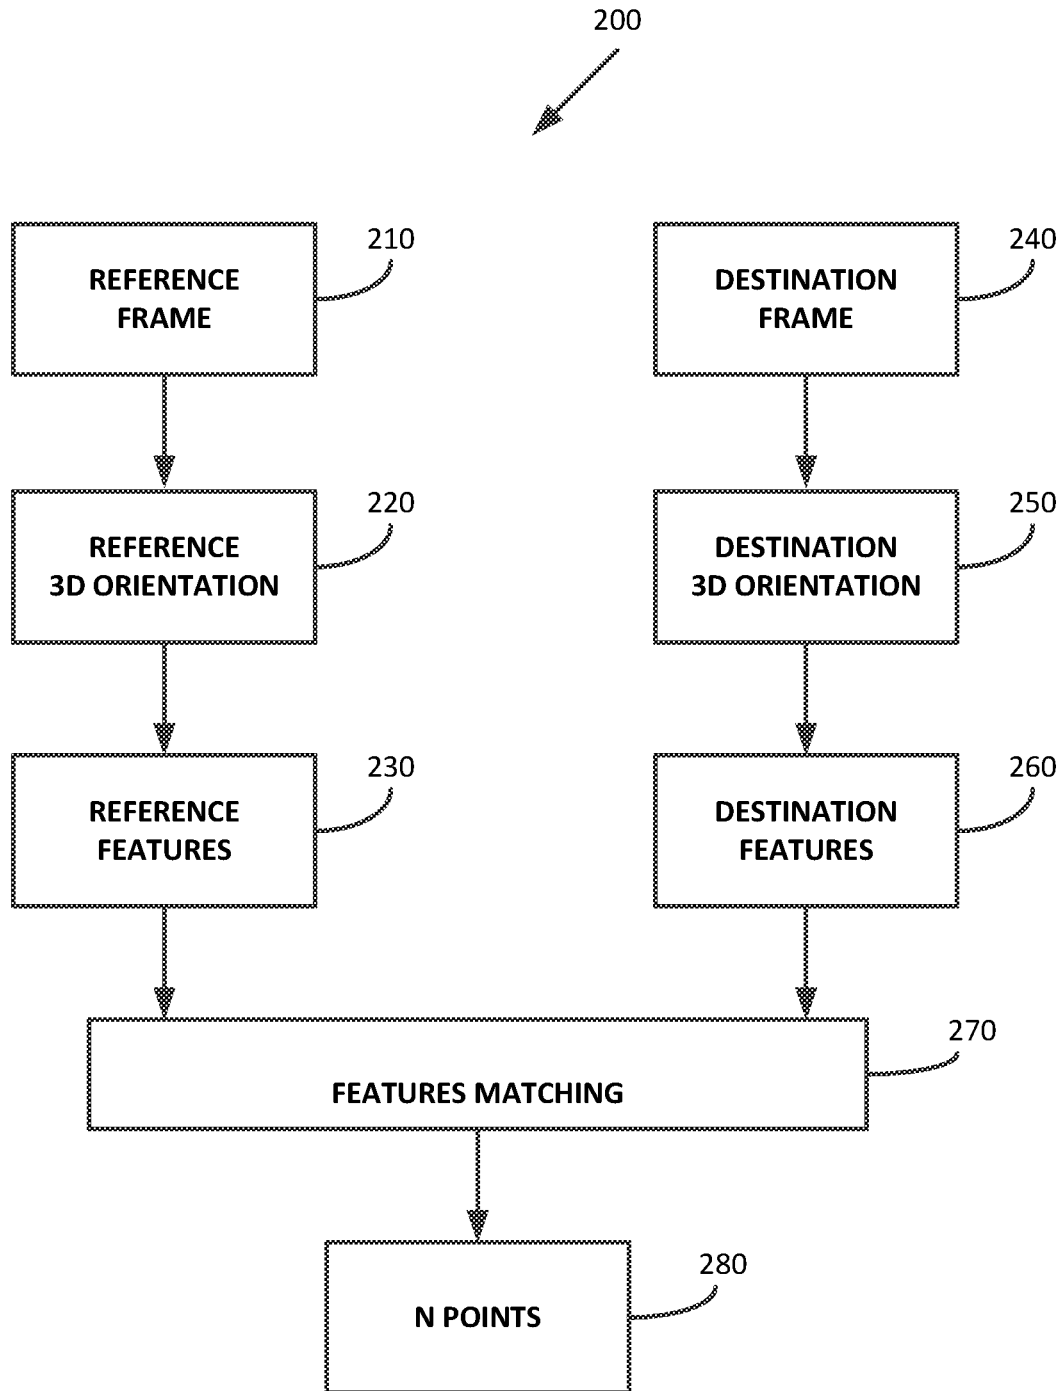 200
REFERENCE
FRAME
210
DESTINATION
FRAME
240
REFERENCE
3D ORIENTATION
220
DESTINATION
3D ORIENTATION
250
REFERENCE
FEATURES
230
DESTINATION
FEATURES
260
FEATURES MATCHING
270
N POINTS
280